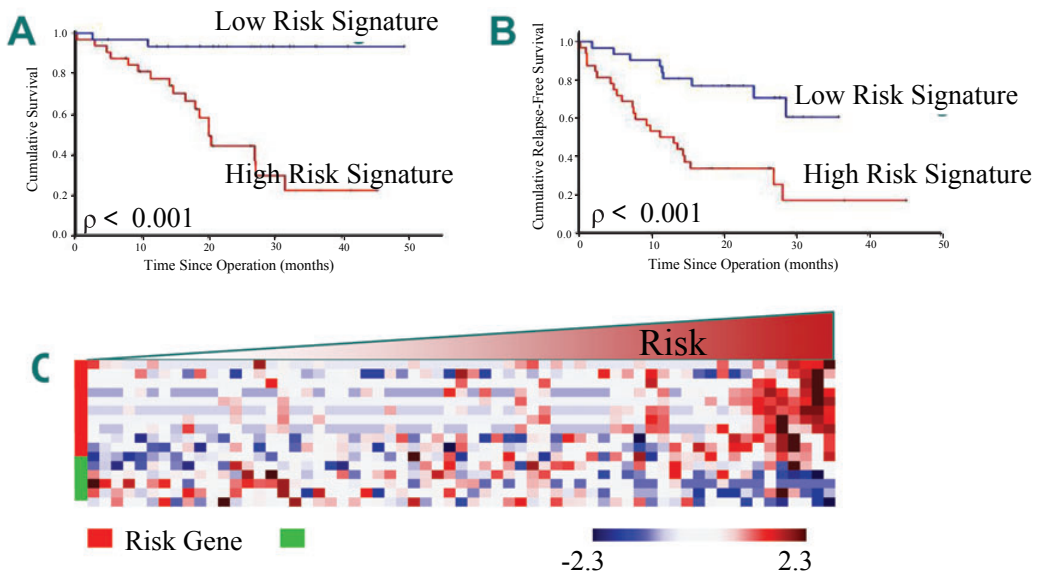 A
Low Risk Signature
1.0
0.8
0.6
0.4
0.2
0.0
Cumulative Survival
High Risk Signature
ρ < 0.001
0
10
20
30
40
50
Time Since Operation (months)
B
1.0
0.8
0.6
0.4
0.2
0.0
Cumulative Relapse-Free Survival
Low Risk Signature
High Risk Signature
ρ < 0.001
0
10
20
30
40
50
Time Since Operation (months)
C
Risk
Risk Gene
-2.3
2.3